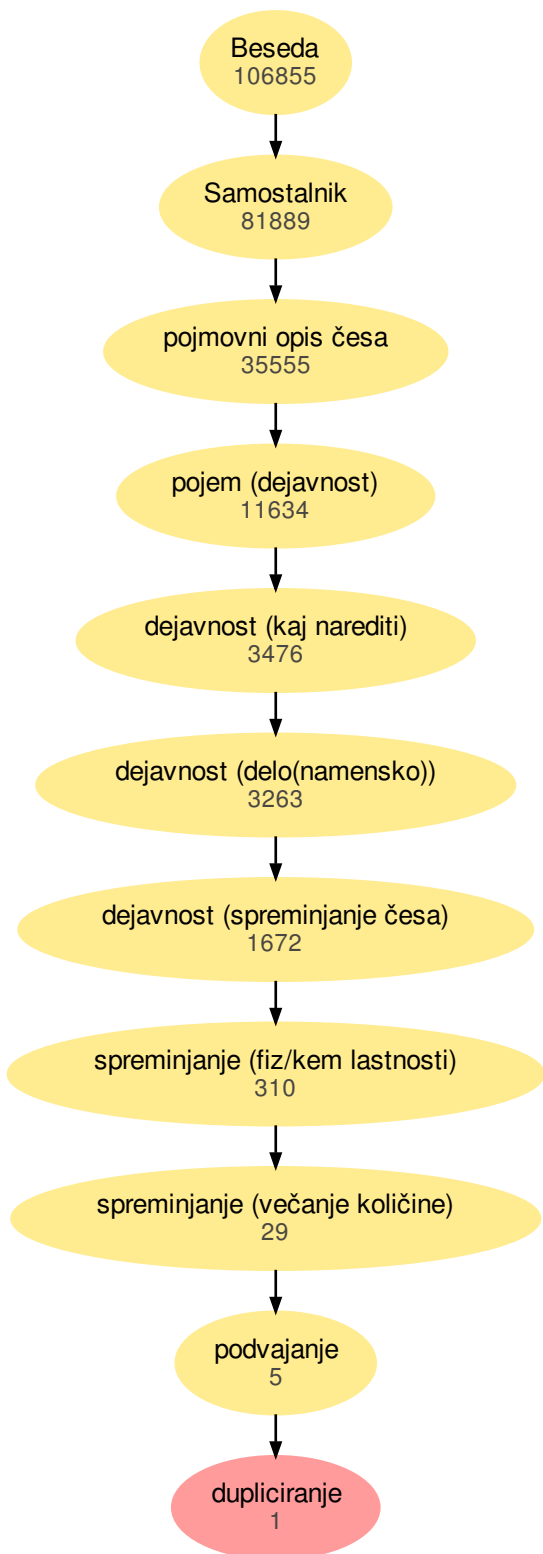 Beseda
106855
Samostalnik
81889
pojmovni opis česa
35555
pojem (dejavnost)
11634
dejavnost (kaj narediti)
3476
dejavnost (delo(namensko))
3263
dejavnost (spreminjanje česa)
1672
spreminjanje (fiz/kem lastnosti)
310
spreminjanje (večanje količine)
29
podvajanje
5
dupliciranje
1